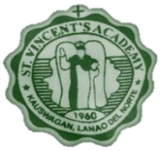 ST. VINCENT'S ACADEMY
1960
KAUSWAGAN, LANAO DEL NORTE